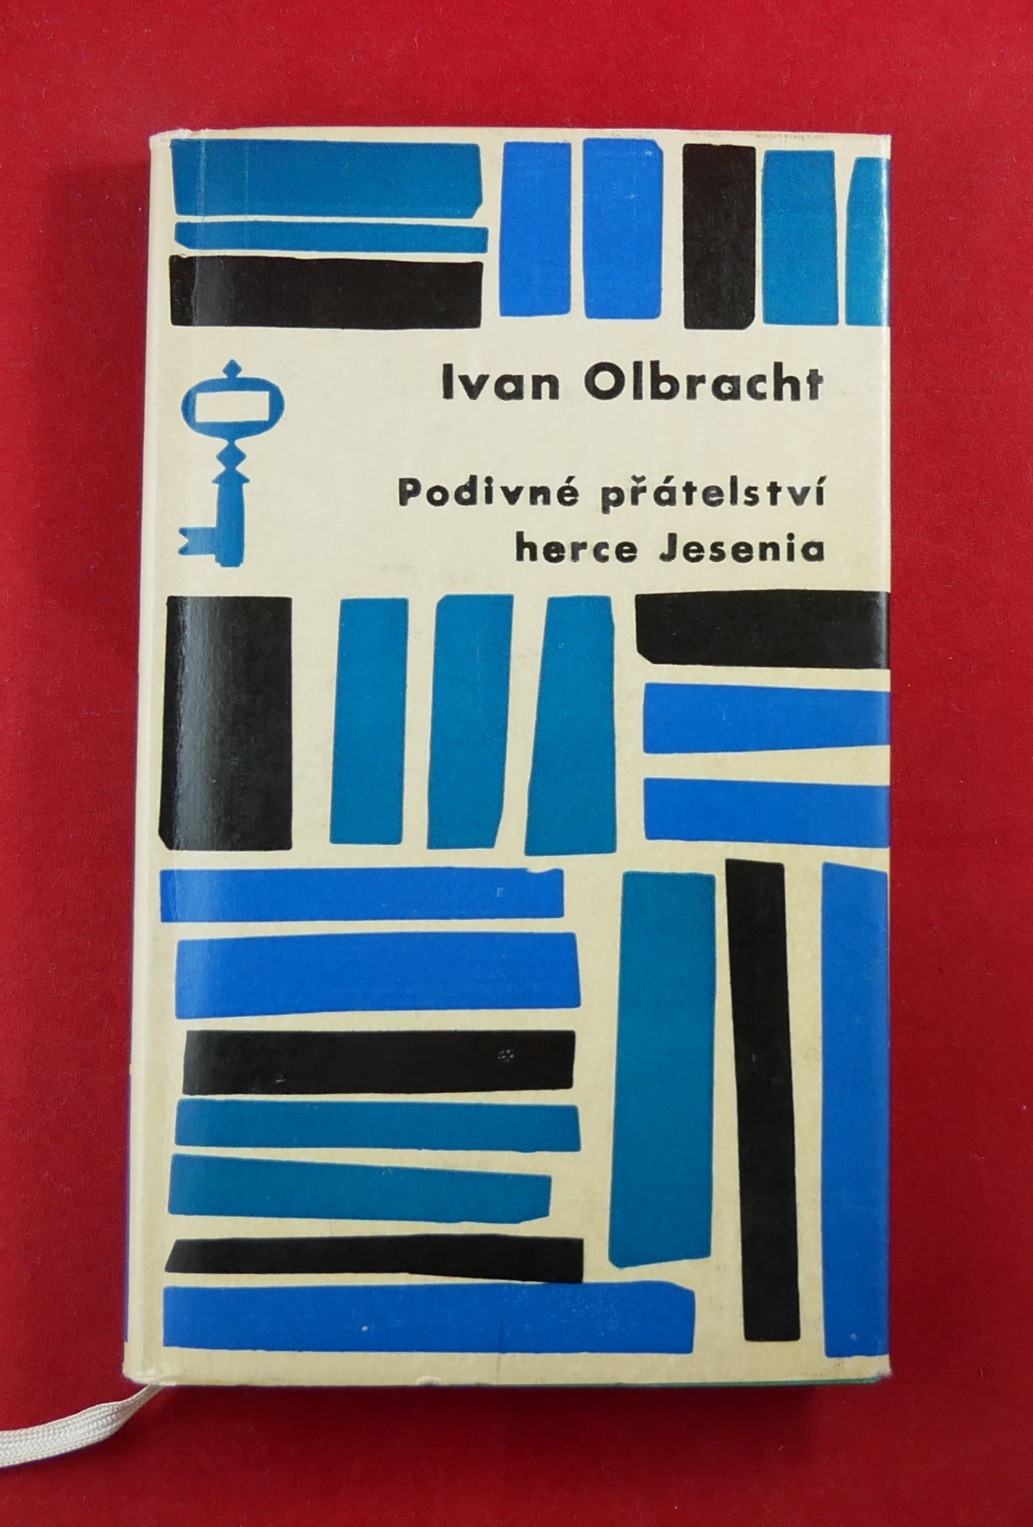 Ivan Olbracht
Podivné přátelství
herce Jesenia